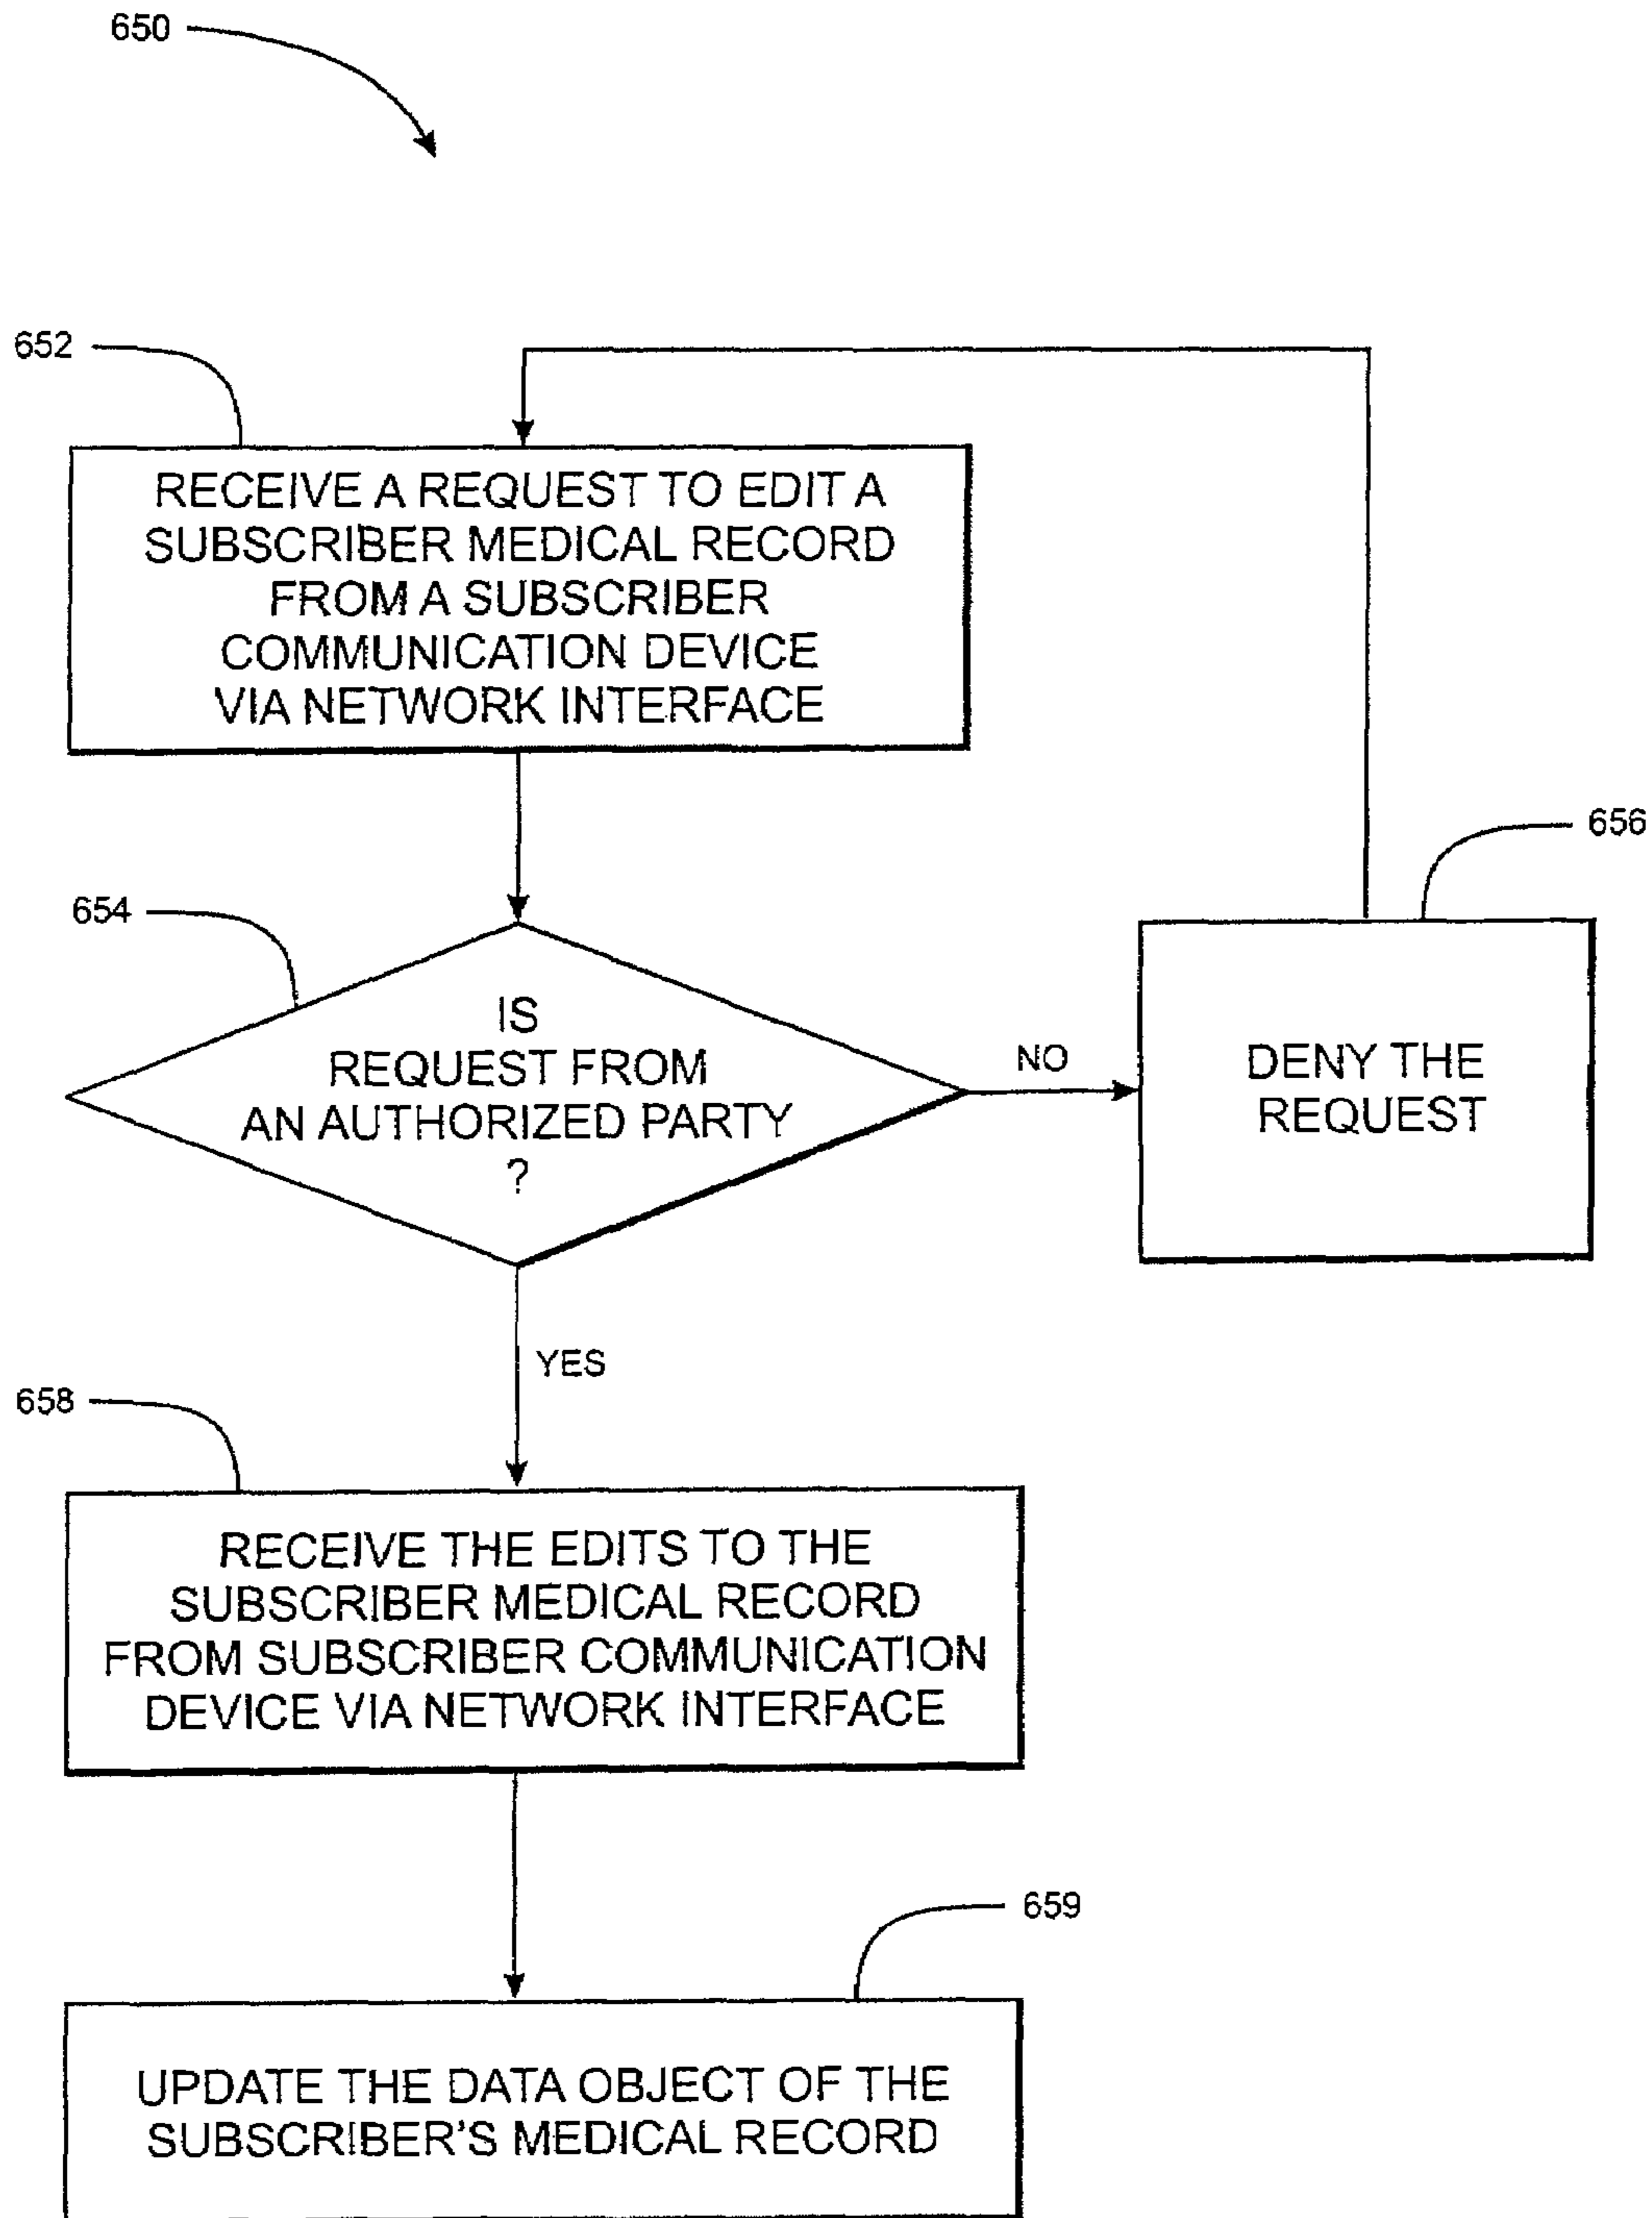 650
652
RECEIVE A REQUEST TO EDIT A
SUBSCRIBER MEDICAL RECORD
FROM A SUBSCRIBER
COMMUNICATION DEVICE
VIA NETWORK INTERFACE
654
IS
REQUEST FROM
AN AUTHORIZED PARTY
?
NO
656
DENY THE
REQUEST
YES
658
RECEIVE THE EDITS TO THE
SUBSCRIBER MEDICAL RECORD
FROM SUBSCRIBER COMMUNICATION
DEVICE VIA NETWORK INTERFACE
659
UPDATE THE DATA OBJECT OF THE
SUBSCRIBER'S MEDICAL RECORD